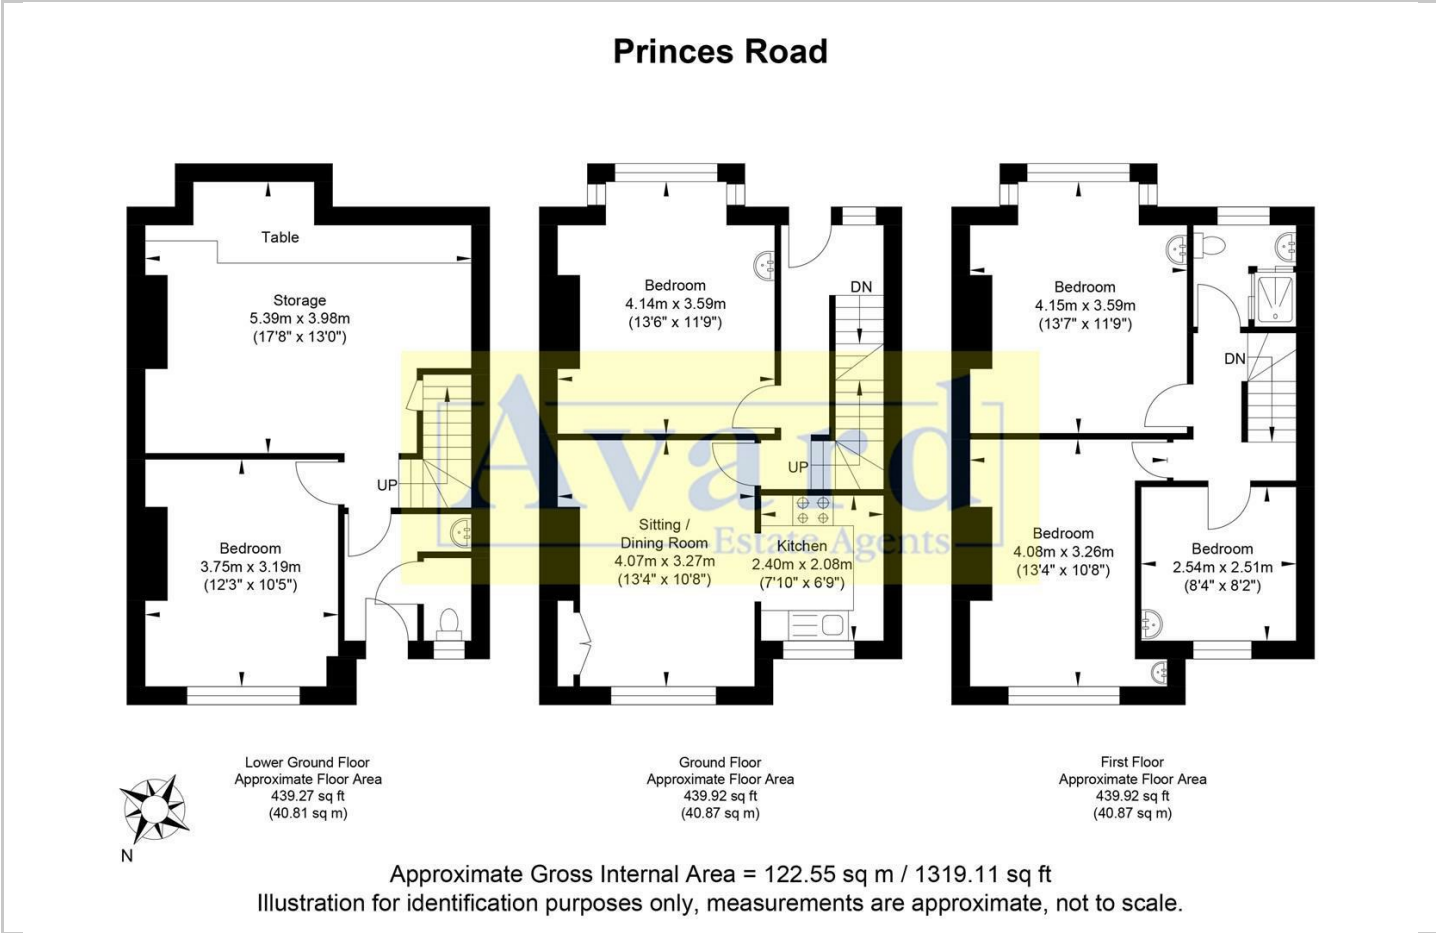 Princes Road
Table
Storage
5.39m x 3.98m
(17'8" x 13'0")
UP
Bedroom
3.75m x 3.19m
(12'3" x 10'5")
Bedroom
4.14m x 3.59m
(13'6" x 11'9")
DN
UP
Sitting /
Dining Room
4.07m x 3.27m
(13'4" x 10'8")
Kitchen
2.40m x 2.08m
(7'10" x 6'9")
Bedroom
4.15m x 3.59m
(13'7" x 11'9")
DN
Bedroom
4.08m x 3.26m
(13'4" x 10'8")
Bedroom
2.54m x 2.51m
(8'4" x 8'2")
Avard
Estate Agents
Lower Ground Floor
Approximate Floor Area
439.27 sq ft
(40.81 sq m)
Ground Floor
Approximate Floor Area
439.92 sq ft
(40.87 sq m)
First Floor
Approximate Floor Area
439.92 sq ft
(40.87 sq m)
N
Approximate Gross Internal Area = 122.55 sq m / 1319.11 sq ft
Illustration for identification purposes only, measurements are approximate, not to scale.